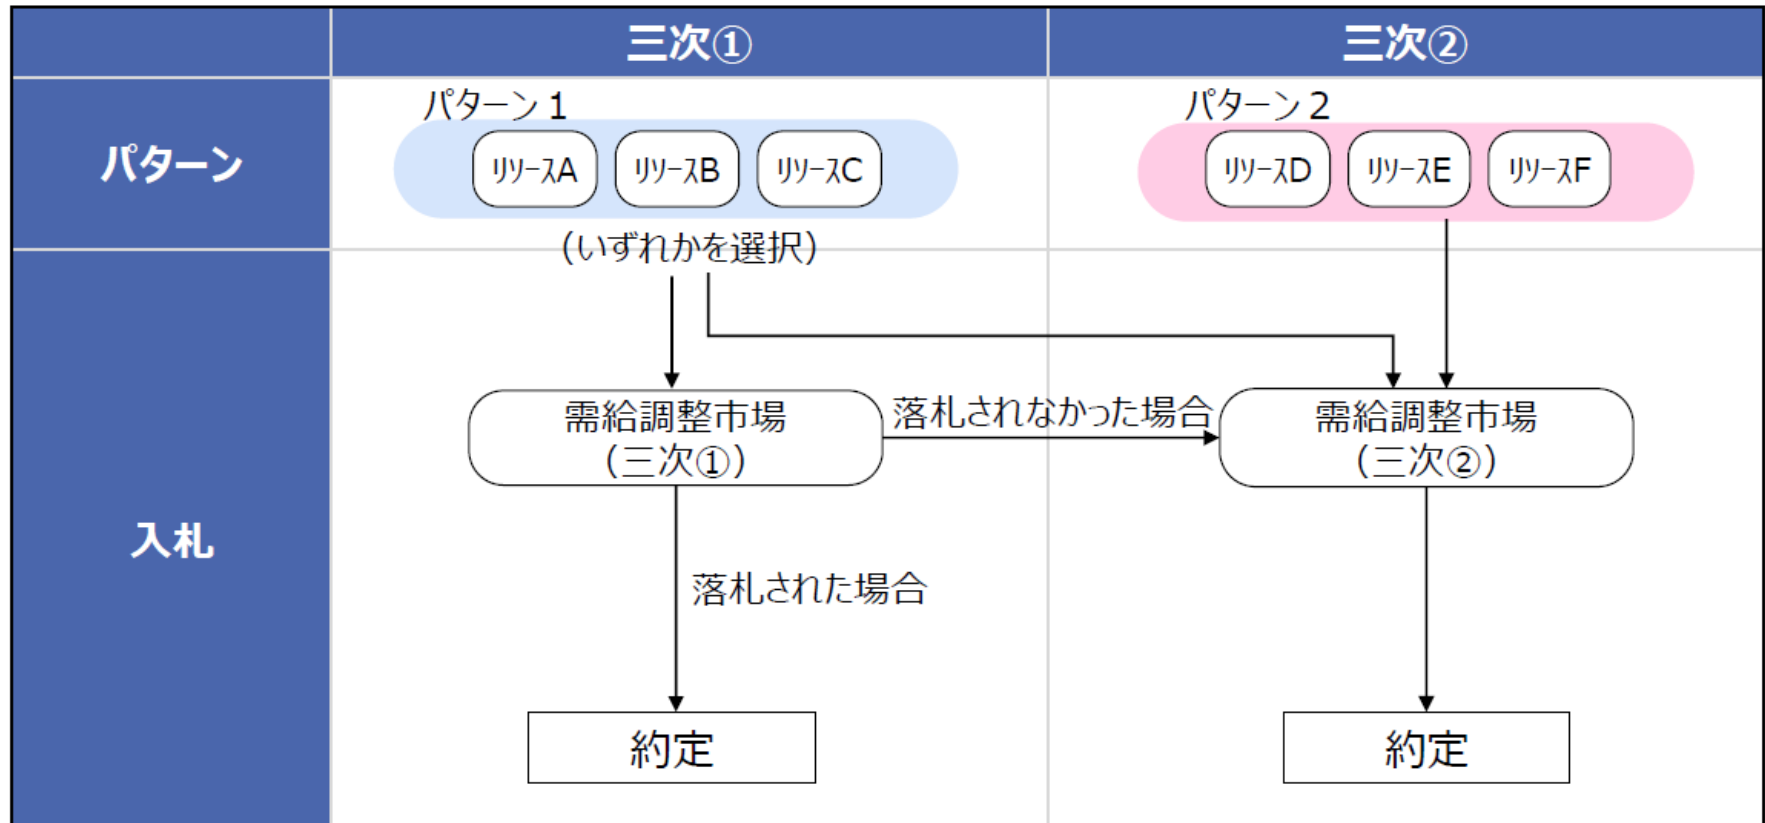 三次①
三次②
パターン
パターン１
ﾘｿｰｽA
ﾘｿｰｽB
ﾘｿｰｽC
パターン２
ﾘｿｰｽD
ﾘｿｰｽE
ﾘｿｰｽF
（いずれかを選択）
入札
需給調整市場
（三次①）
落札されなかった場合
需給調整市場
（三次②）
落札された場合
約定
約定